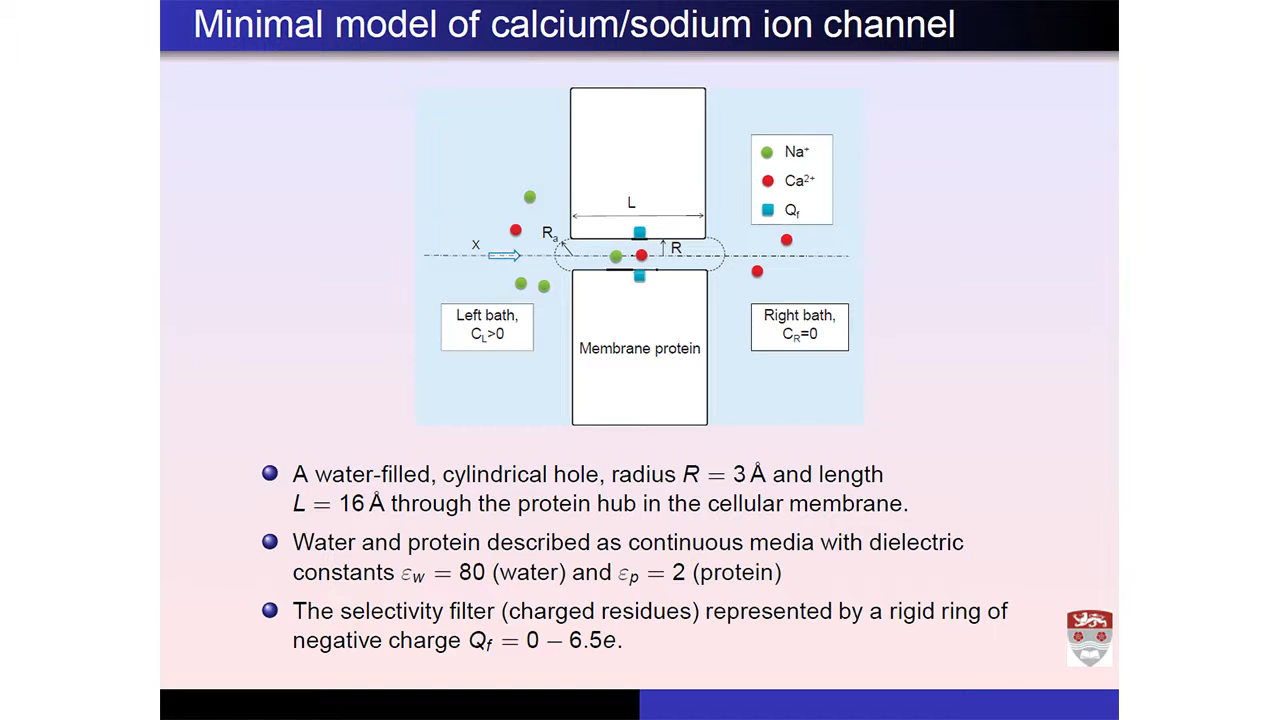 Minimal model of calcium/sodium ion channel
Na⁺
Ca²⁺
Q_f
L
R_a
R
X
Left bath,
C_L>0
Right bath,
C_R=0
Membrane protein
A water-filled, cylindrical hole, radius R = 3 Å and length
L = 16 Å through the protein hub in the cellular membrane.
Water and protein described as continuous media with dielectric
constants ε_w = 80 (water) and ε_p = 2 (protein)
The selectivity filter (charged residues) represented by a rigid ring of
negative charge Q_f = 0 − 6.5e.